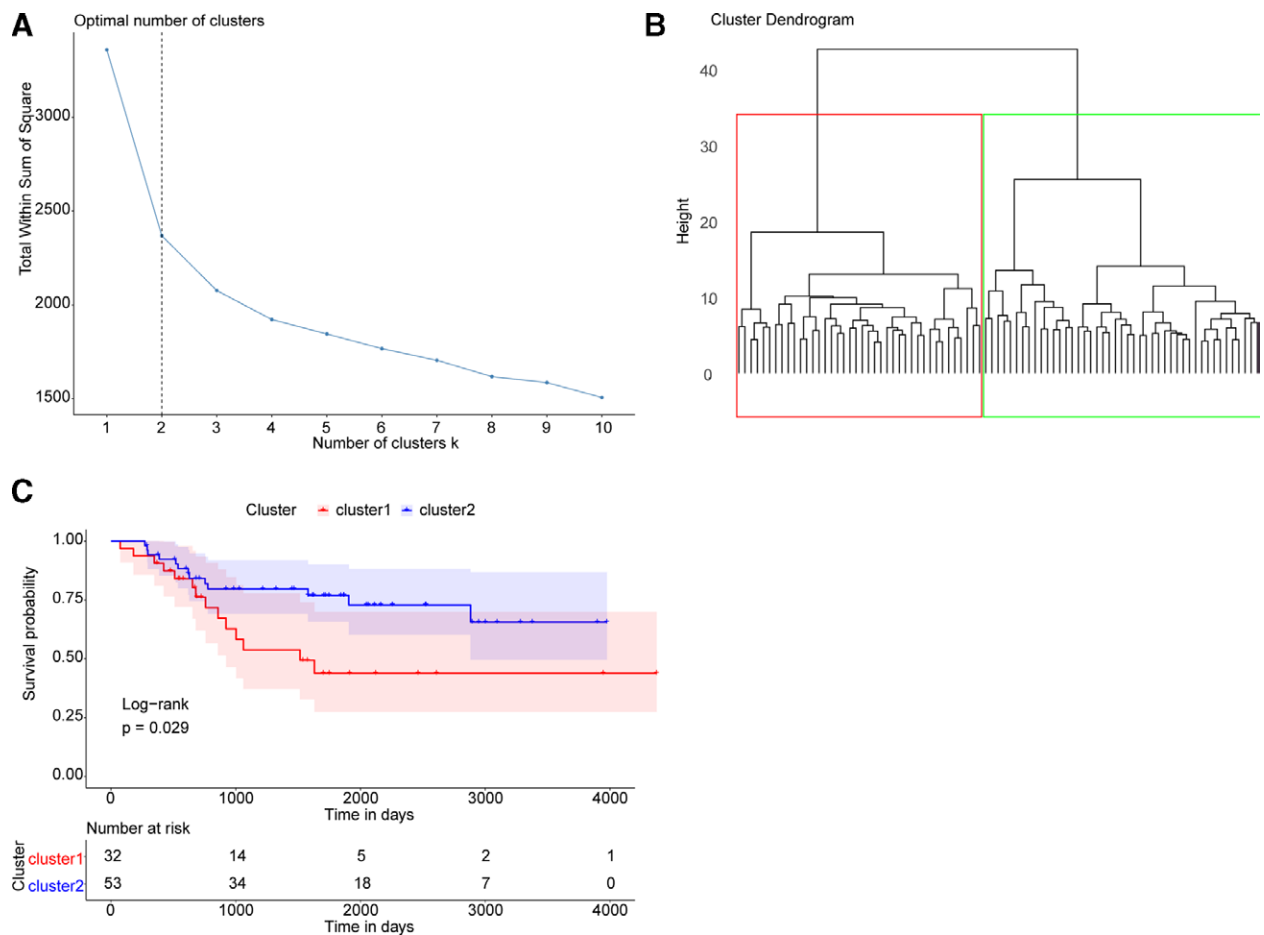 A
Optimal number of clusters
Total Within Sum of Square
3000
2500
2000
1500
1 2 3 4 5 6 7 8 9 10
Number of clusters k
B
Cluster Dendrogram
Height
40
30
20
10
0
C
Cluster cluster1 cluster2
Survival probability
1.00
0.75
0.50
0.25
0.00
Log-rank
p = 0.029
0 1000 2000 3000 4000
Time in days
Number at risk
Cluster
cluster1 32 14 5 2 1
cluster2 53 34 18 7 0
0 1000 2000 3000 4000
Time in days